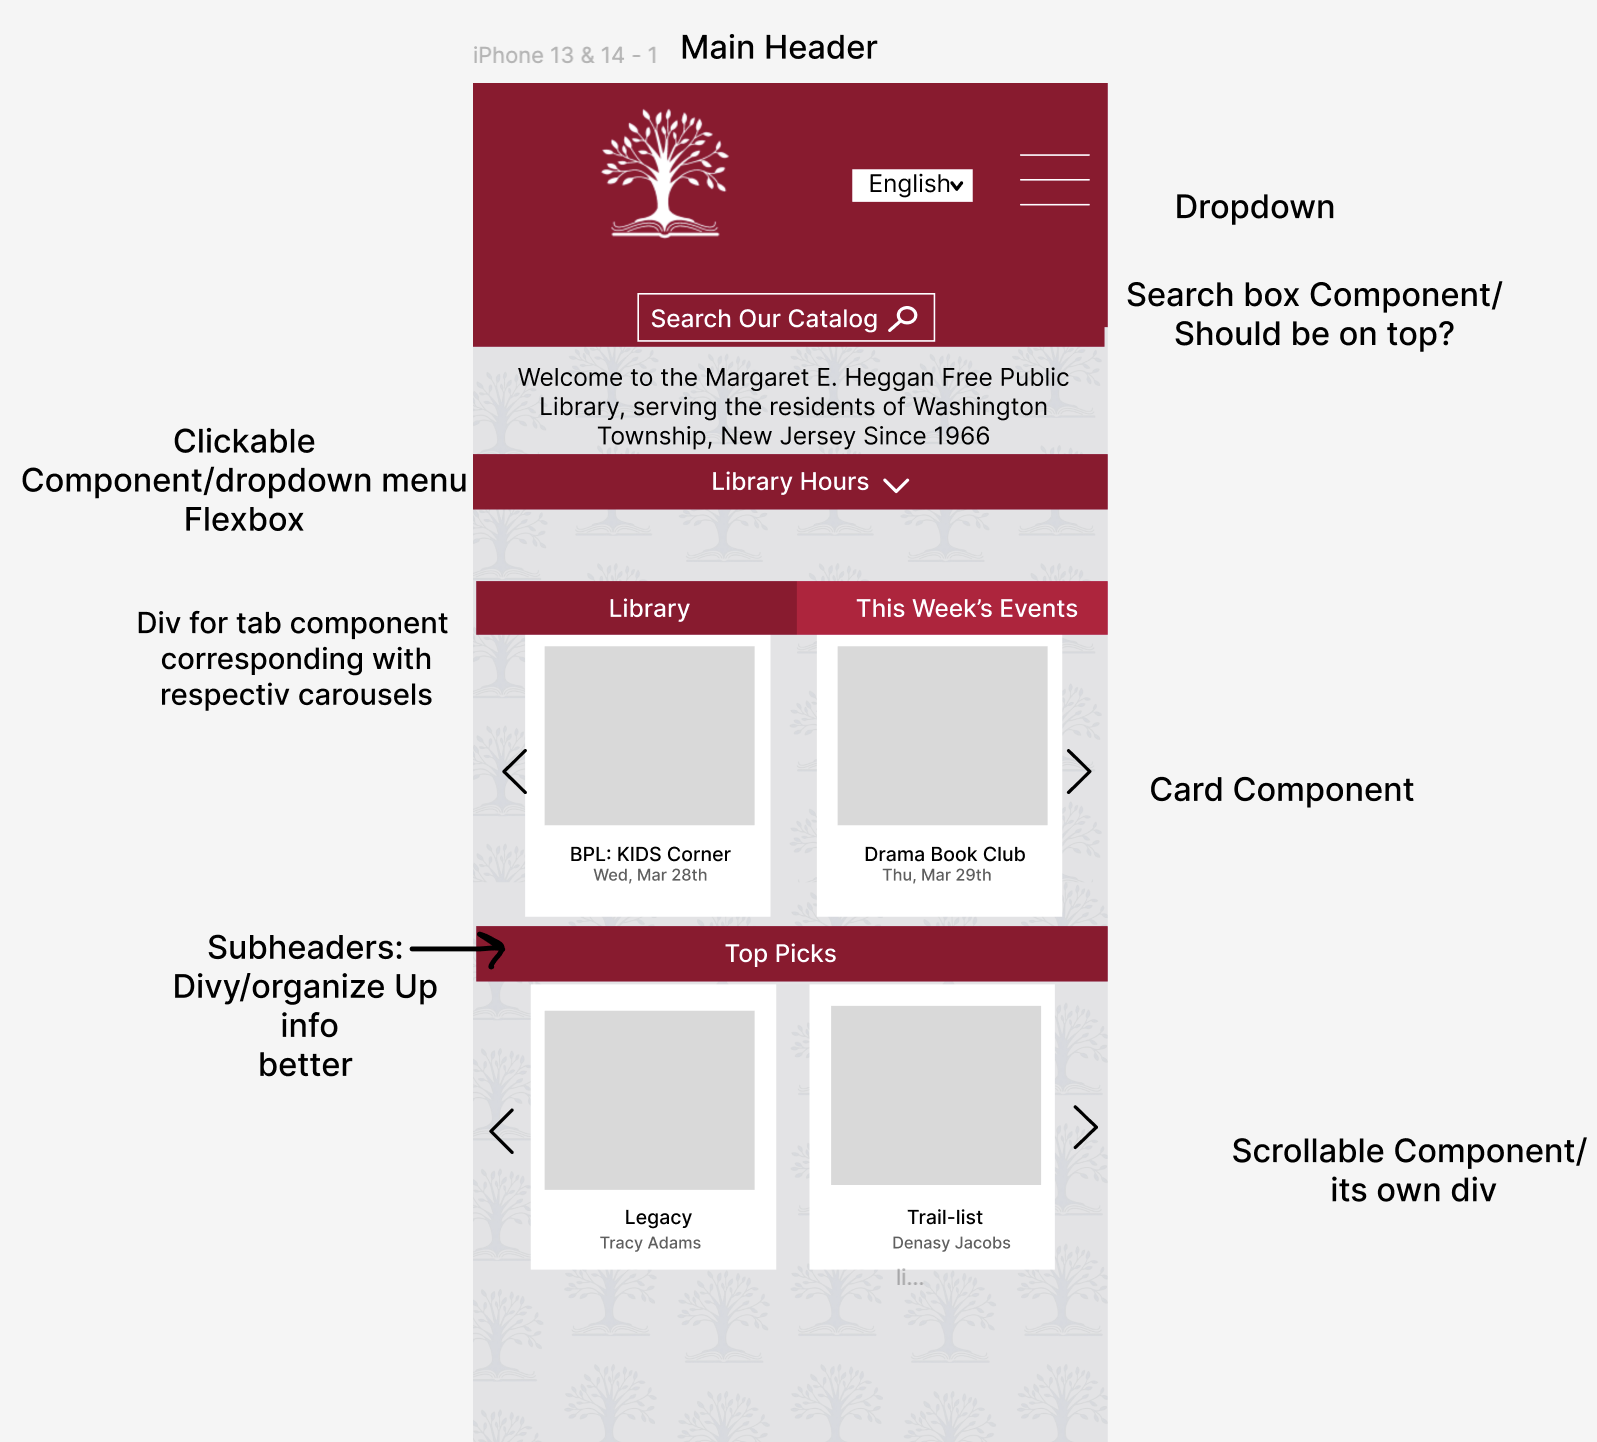 iPhone 13 & 14 - 1
Main Header
English
Dropdown
Search box Component/
Should be on top?
Search Our Catalog
Welcome to the Margaret E. Heggan Free Public
Library, serving the residents of Washington
Township, New Jersey Since 1966
Clickable
Component/dropdown menu
Flexbox
Library Hours
Library
This Week’s Events
Div for tab component
corresponding with
respectiv carousels
Card Component
BPL: KIDS Corner
Wed, Mar 28th
Drama Book Club
Thu, Mar 29th
Subheaders:
Divy/organize Up
info
better
Top Picks
Scrollable Component/
its own div
Legacy
Tracy Adams
Trail-list
Denasy Jacobs
li...